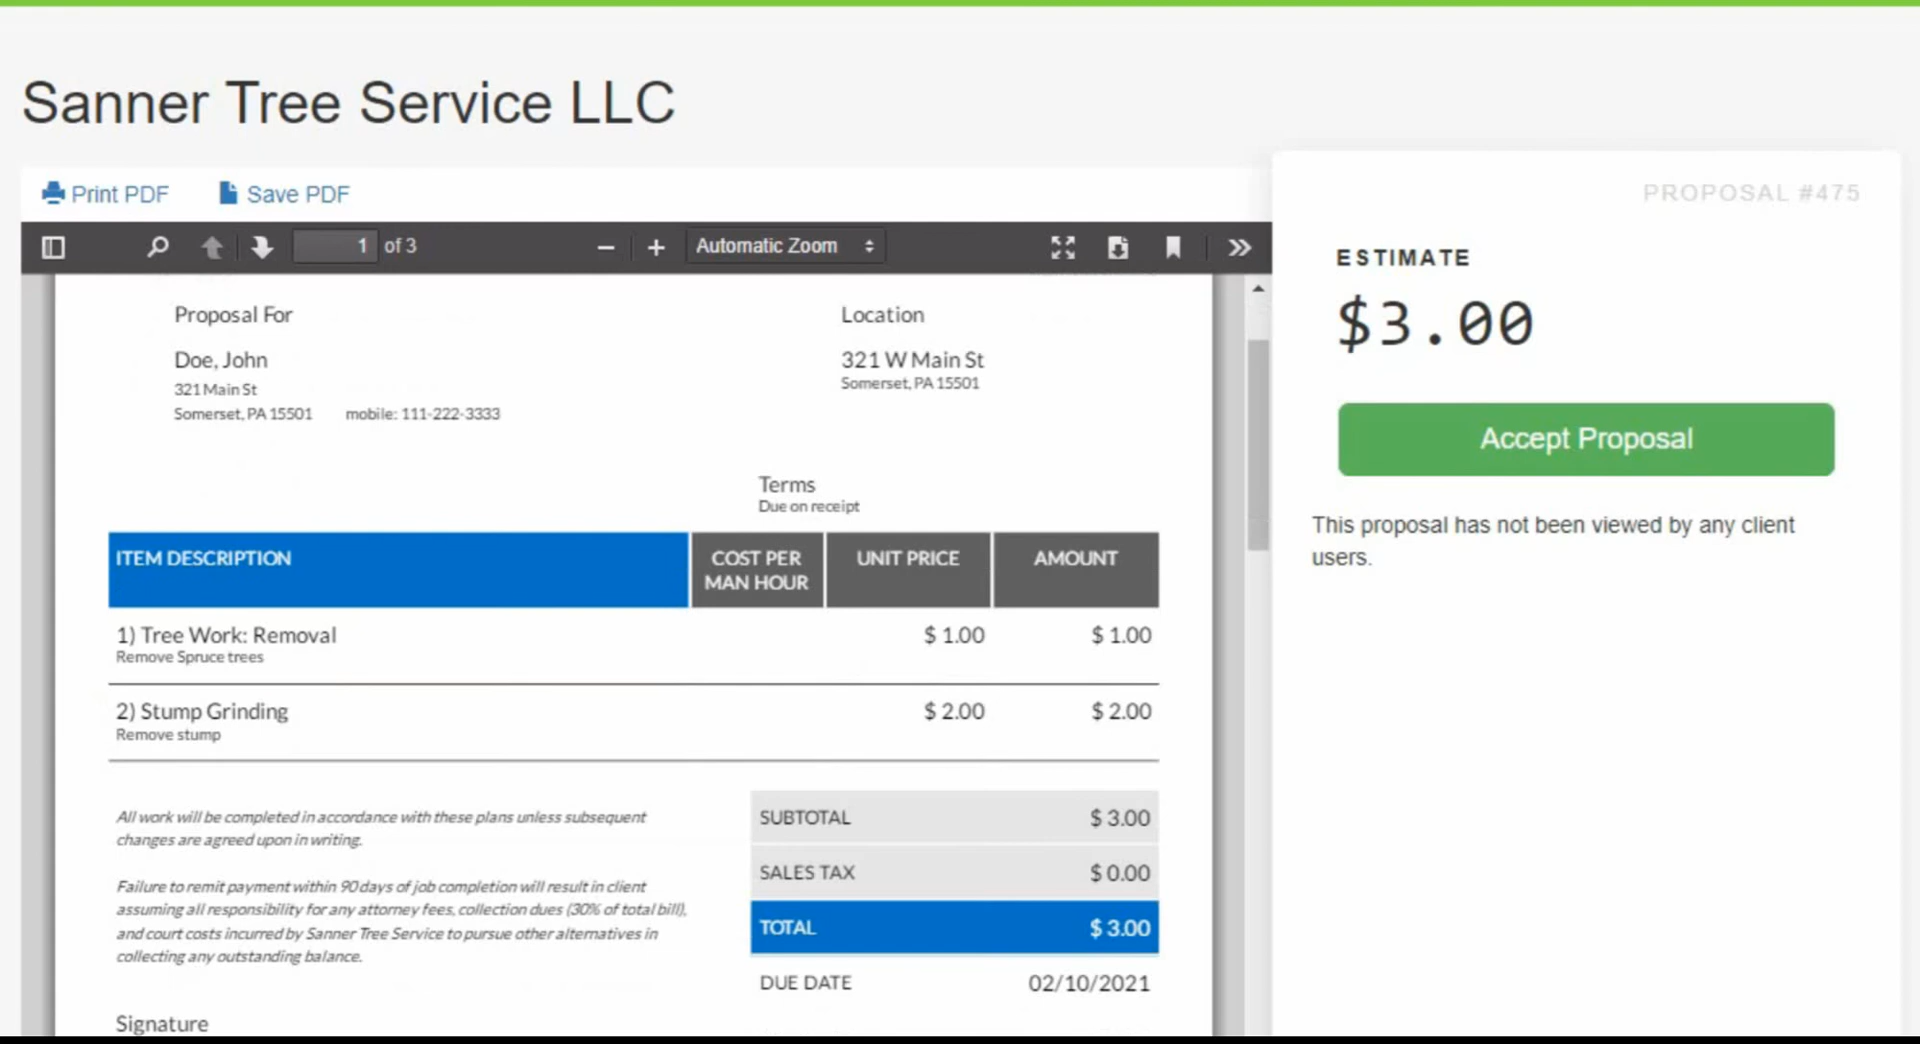 Sanner Tree Service LLC
Print PDF Save PDF
1 of 3 Automatic Zoom
Proposal For
Doe, John
321 Main St
Somerset, PA 15501 mobile: 111-222-3333
Location
321 W Main St
Somerset, PA 15501
Terms
Due on receipt
ITEM DESCRIPTION COST PER MAN HOUR UNIT PRICE AMOUNT
1) Tree Work: Removal $ 1.00 $ 1.00
Remove Spruce trees
2) Stump Grinding $ 2.00 $ 2.00
Remove stump
All work will be completed in accordance with these plans unless subsequent
changes are agreed upon in writing.
Failure to remit payment within 90 days of job completion will result in client
assuming all responsibility for any attorney fees, collection dues (30% of total bill),
and court costs incurred by Sanner Tree Service to pursue other alternatives in
collecting any outstanding balance.
Signature
SUBTOTAL $ 3.00
SALES TAX $ 0.00
TOTAL $ 3.00
DUE DATE 02/10/2021
PROPOSAL #475
ESTIMATE
$3.00
Accept Proposal
This proposal has not been viewed by any client
users.